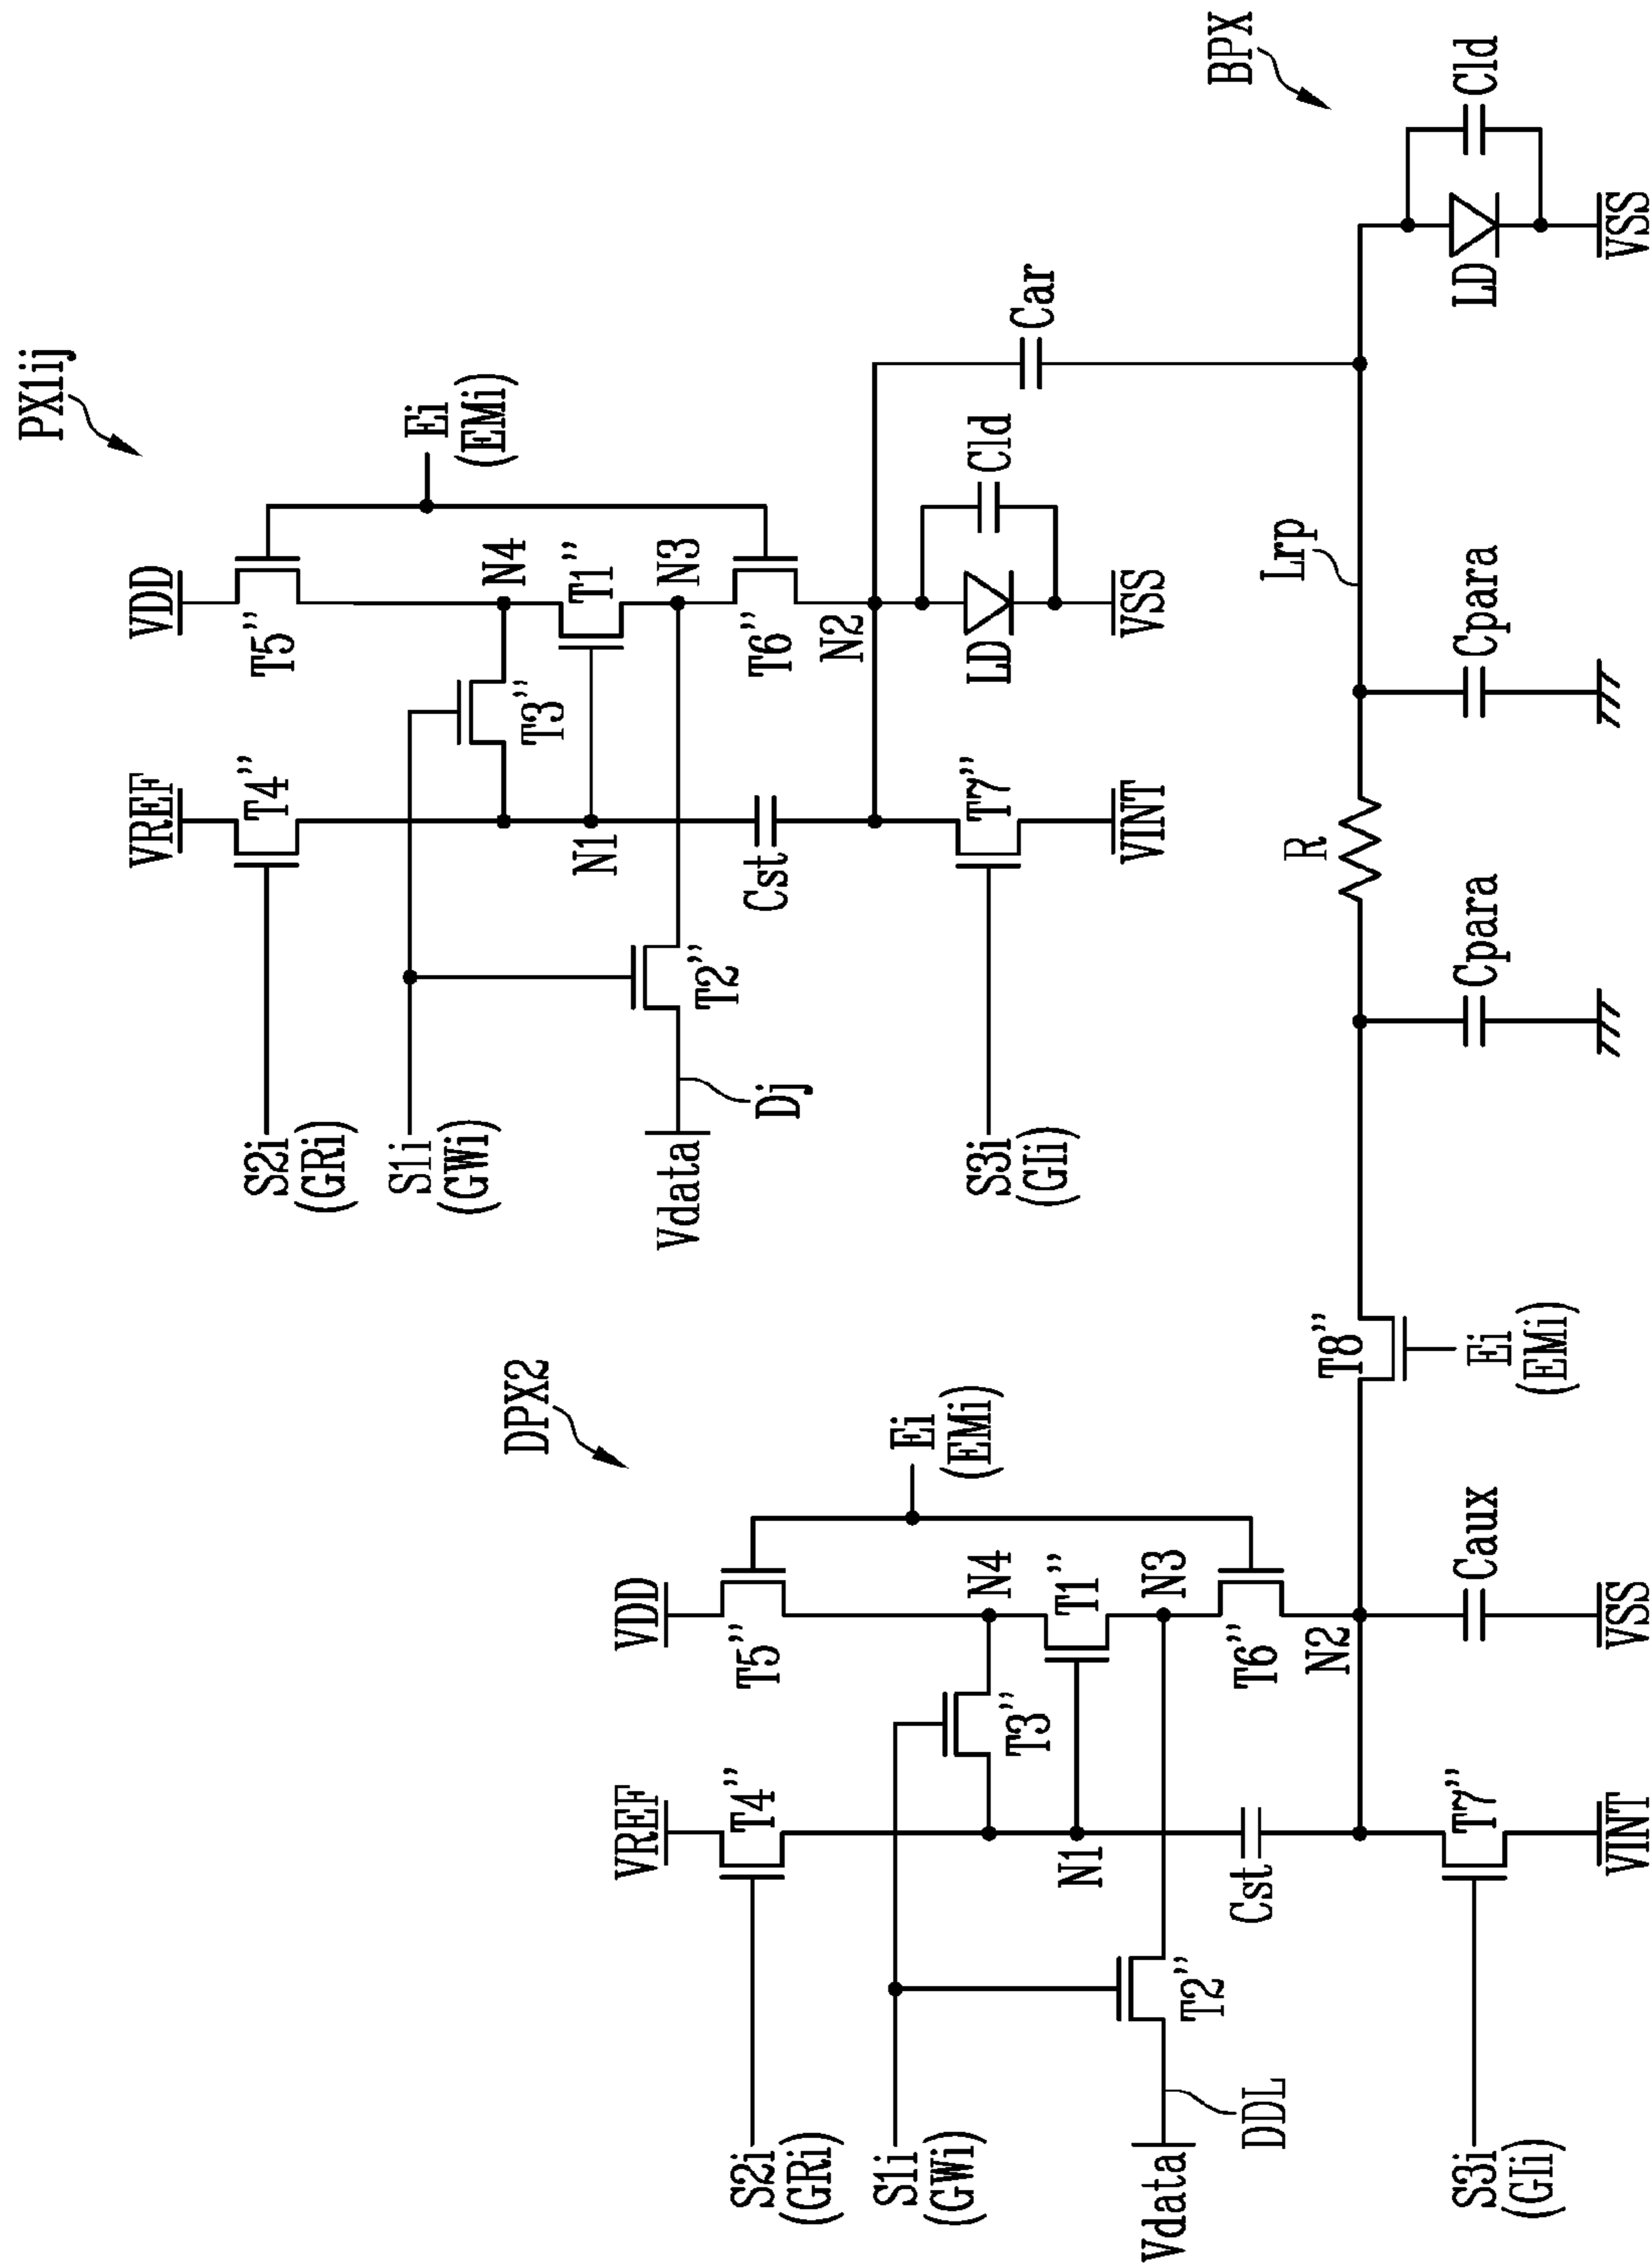 PX1ij
VDD
VREF
T5"
Ei
(EMi)
T4"
N4
S2i
(GRi)
T3"
T1"
N1
N3
S1i
(GWi)
T2"
T6"
Cst
N2
Vdata
Dj
Cld
LD
Car
T7"
S3i
(GIi)
VSS
VINT
DPX2
VDD
VREF
T5"
Ei
(EMi)
T4"
N4
S2i
(GRi)
T3"
T1"
N1
N3
S1i
(GWi)
T2"
T6"
Cst
N2
Vdata
DDL
T8"
Ei
(EMi)
R
Lrp
BPX
T7"
Caux
Cpara
Cpara
LD
Cld
S3i
(GIi)
VINT
VSS
VSS